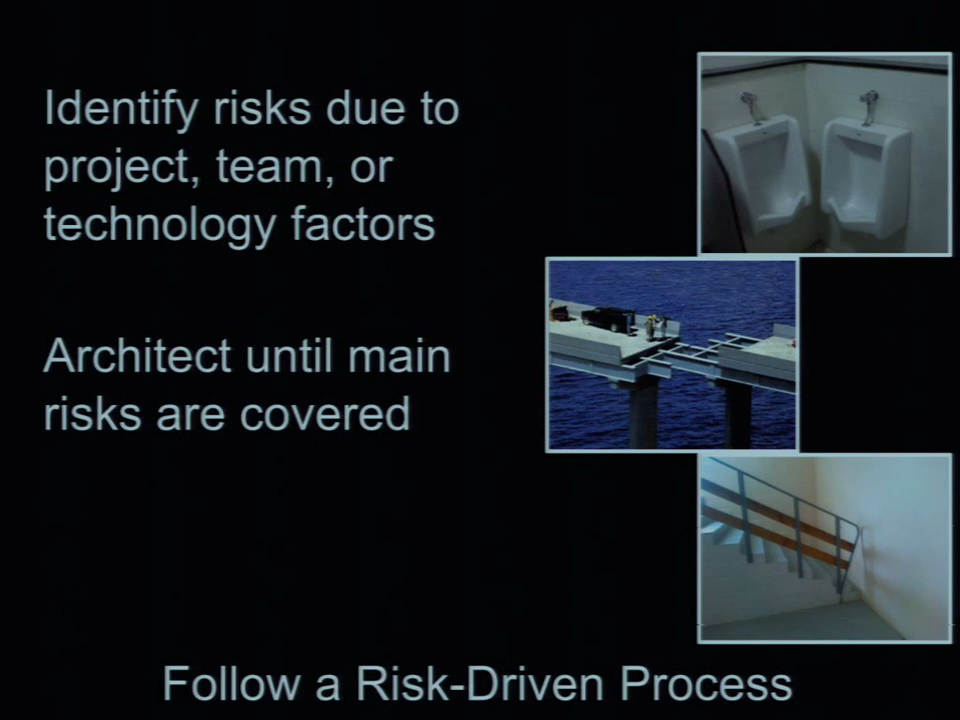 Identify risks due to
project, team, or
technology factors
Architect until main
risks are covered
Follow a Risk-Driven Process